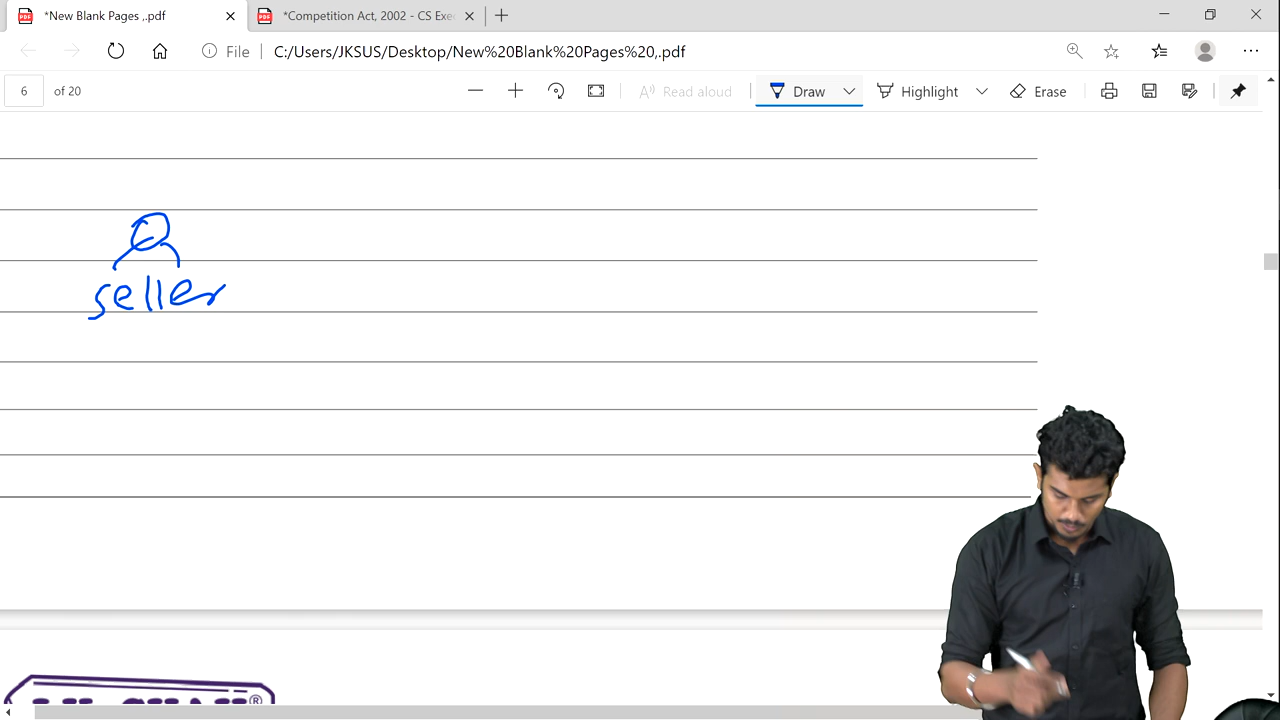 *New Blank Pages ,.pdf
*Competition Act, 2002 - CS Exe
File
C:/Users/JKSUS/Desktop/New%20Blank%20Pages%20,.pdf
6 of 20
Read aloud
Draw
Highlight
Erase
seller